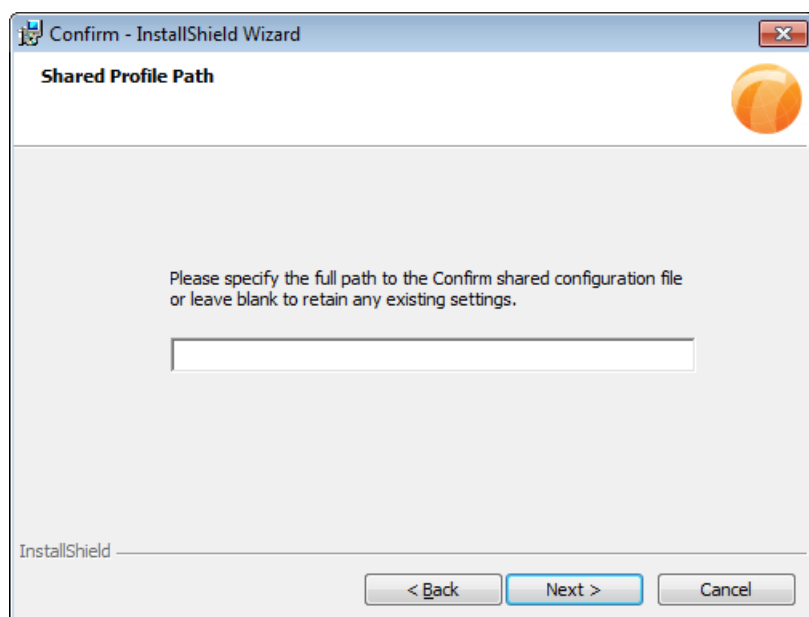 Confirm - InstallShield Wizard
Shared Profile Path
Please specify the full path to the Confirm shared configuration file
or leave blank to retain any existing settings.
InstallShield
< Back
Next >
Cancel